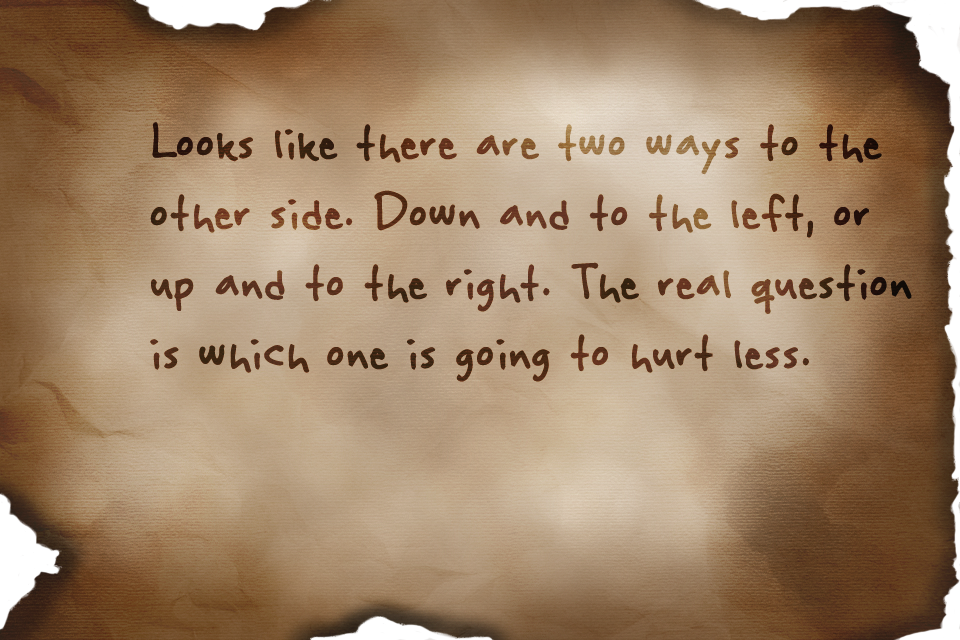 Looks like there are two ways to the
other side. Down and to the left, or
up and to the right. The real question
is which one is going to hurt less.